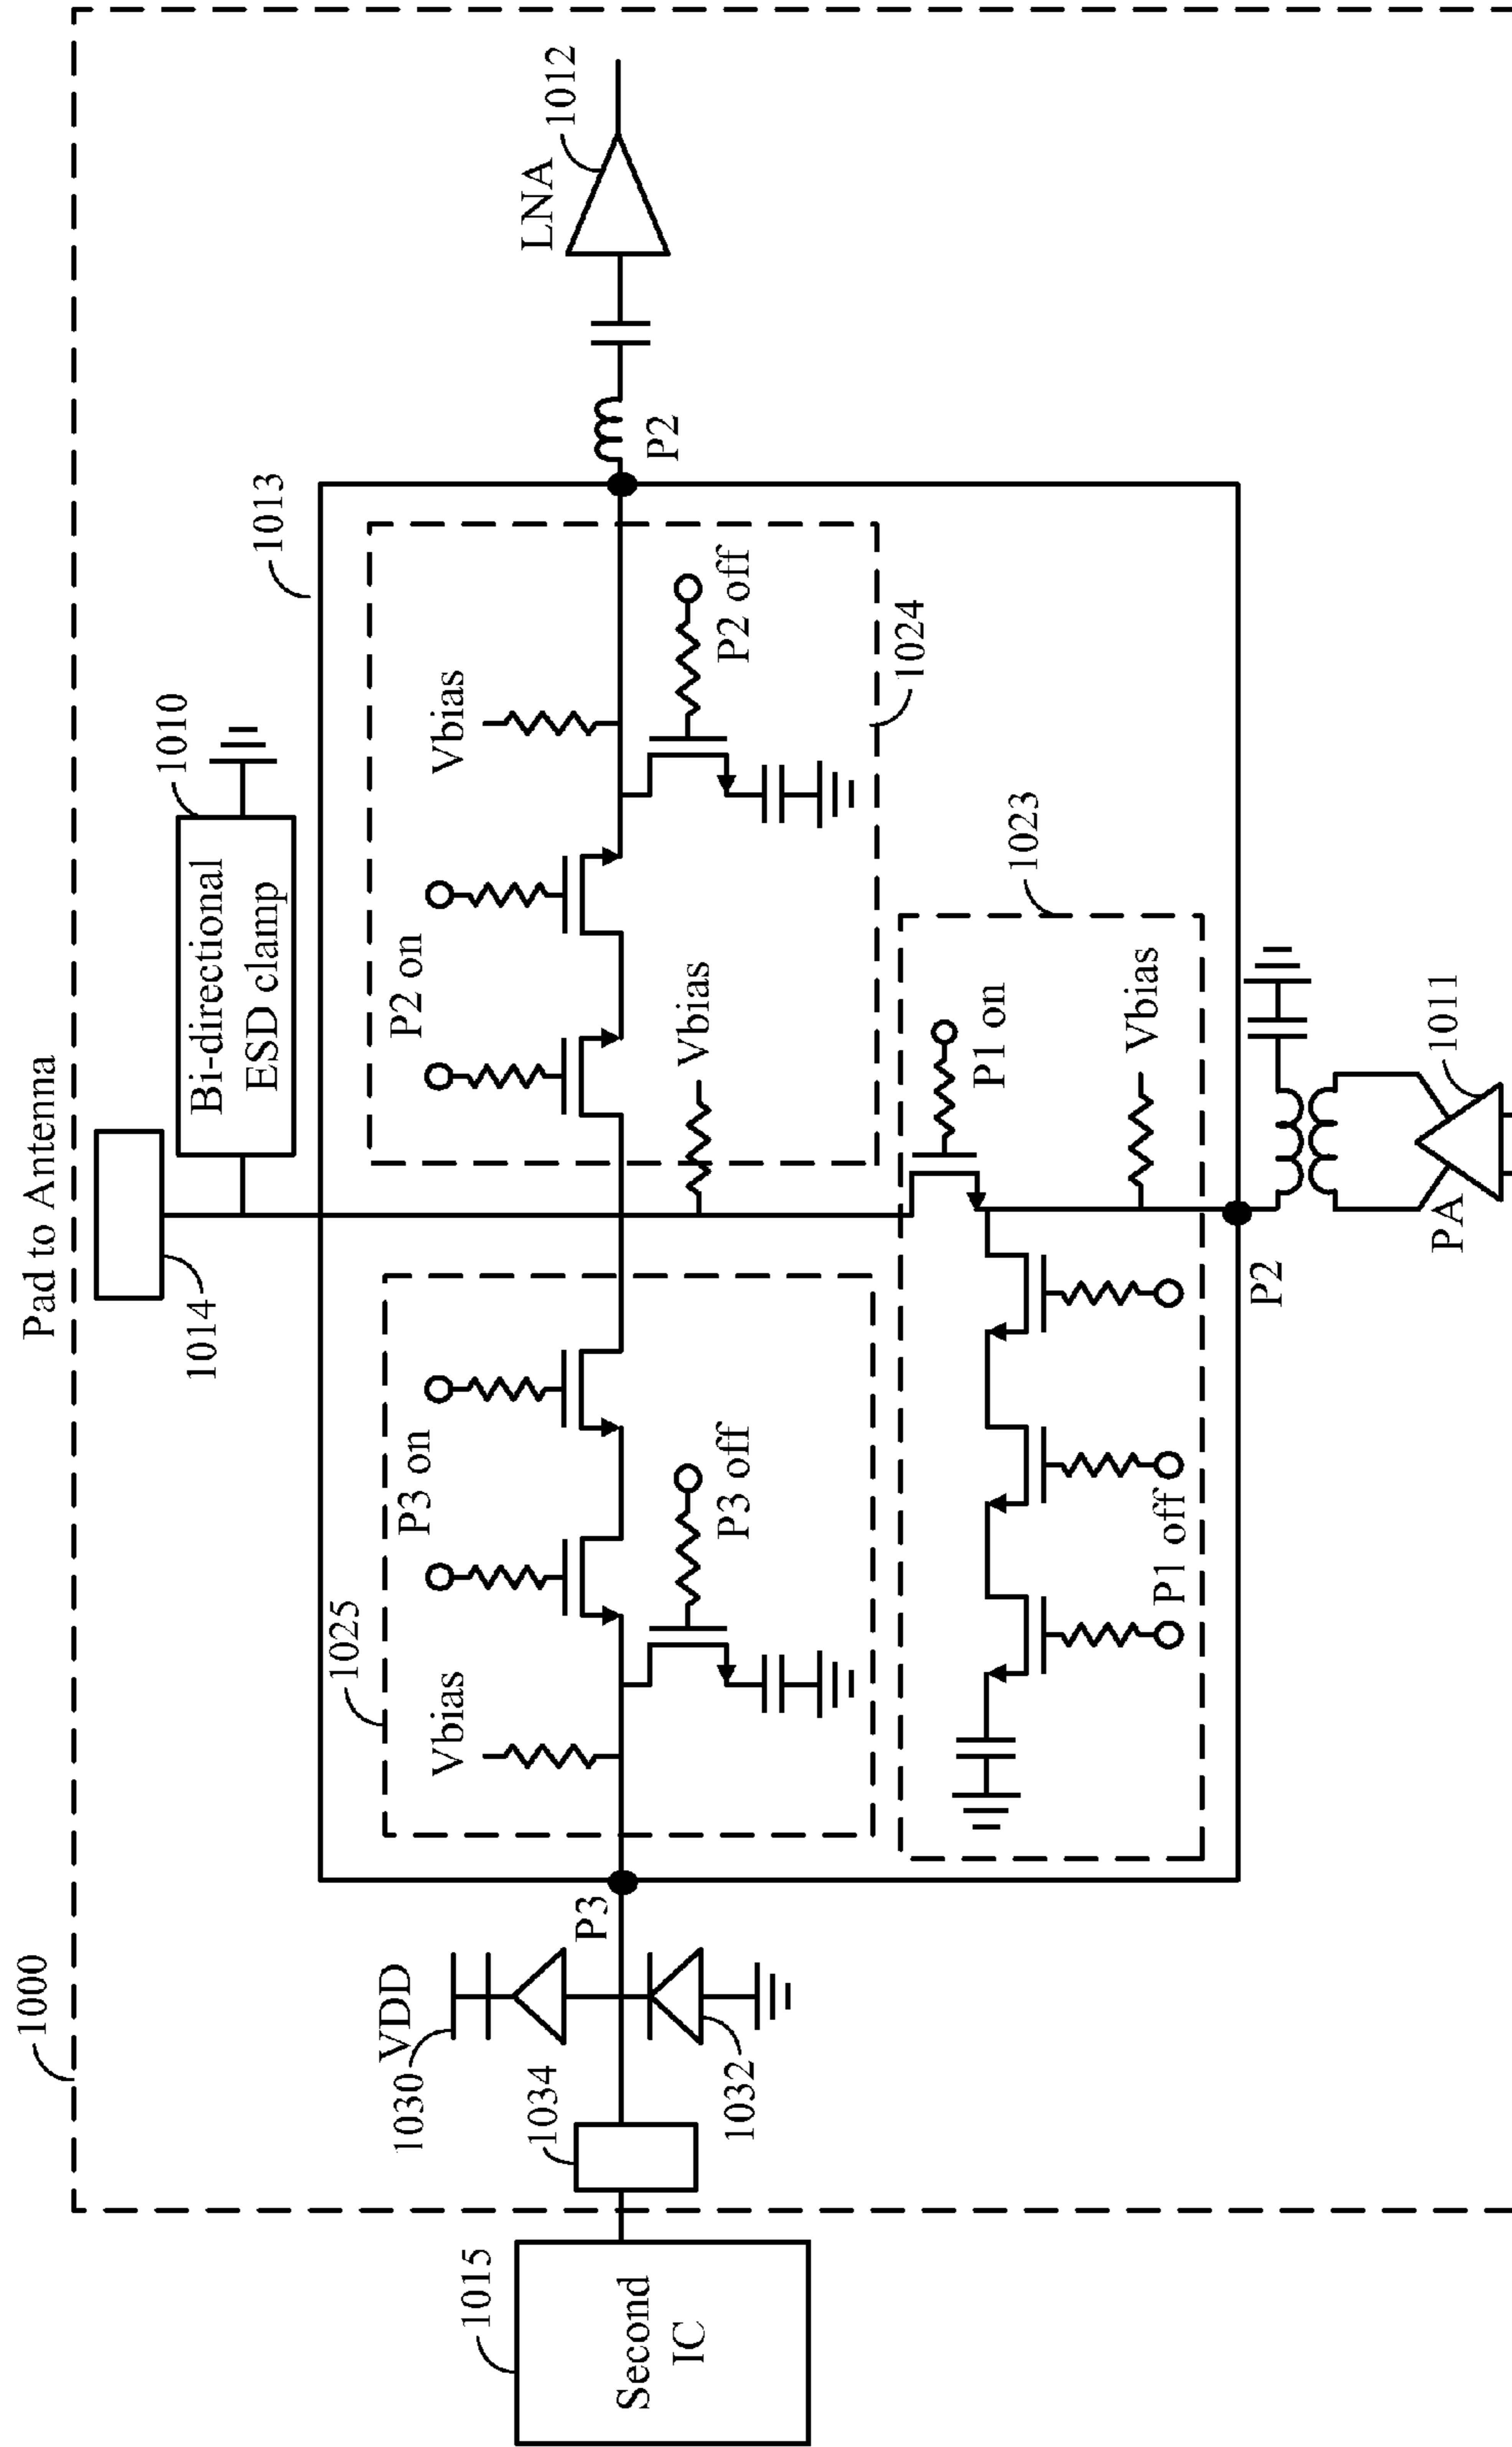 1000
Pad to Antenna
1014
1010
Bi-directional
ESD clamp
1013
1015
Second
IC
1034
1030
VDD
1032
P3
1025
Vbias
P3 on
P3 off
P2 on
Vbias
Vbias
P2 off
1024
P2
LNA
1012
P1 off
P1 on
1023
Vbias
P2
PA
1011